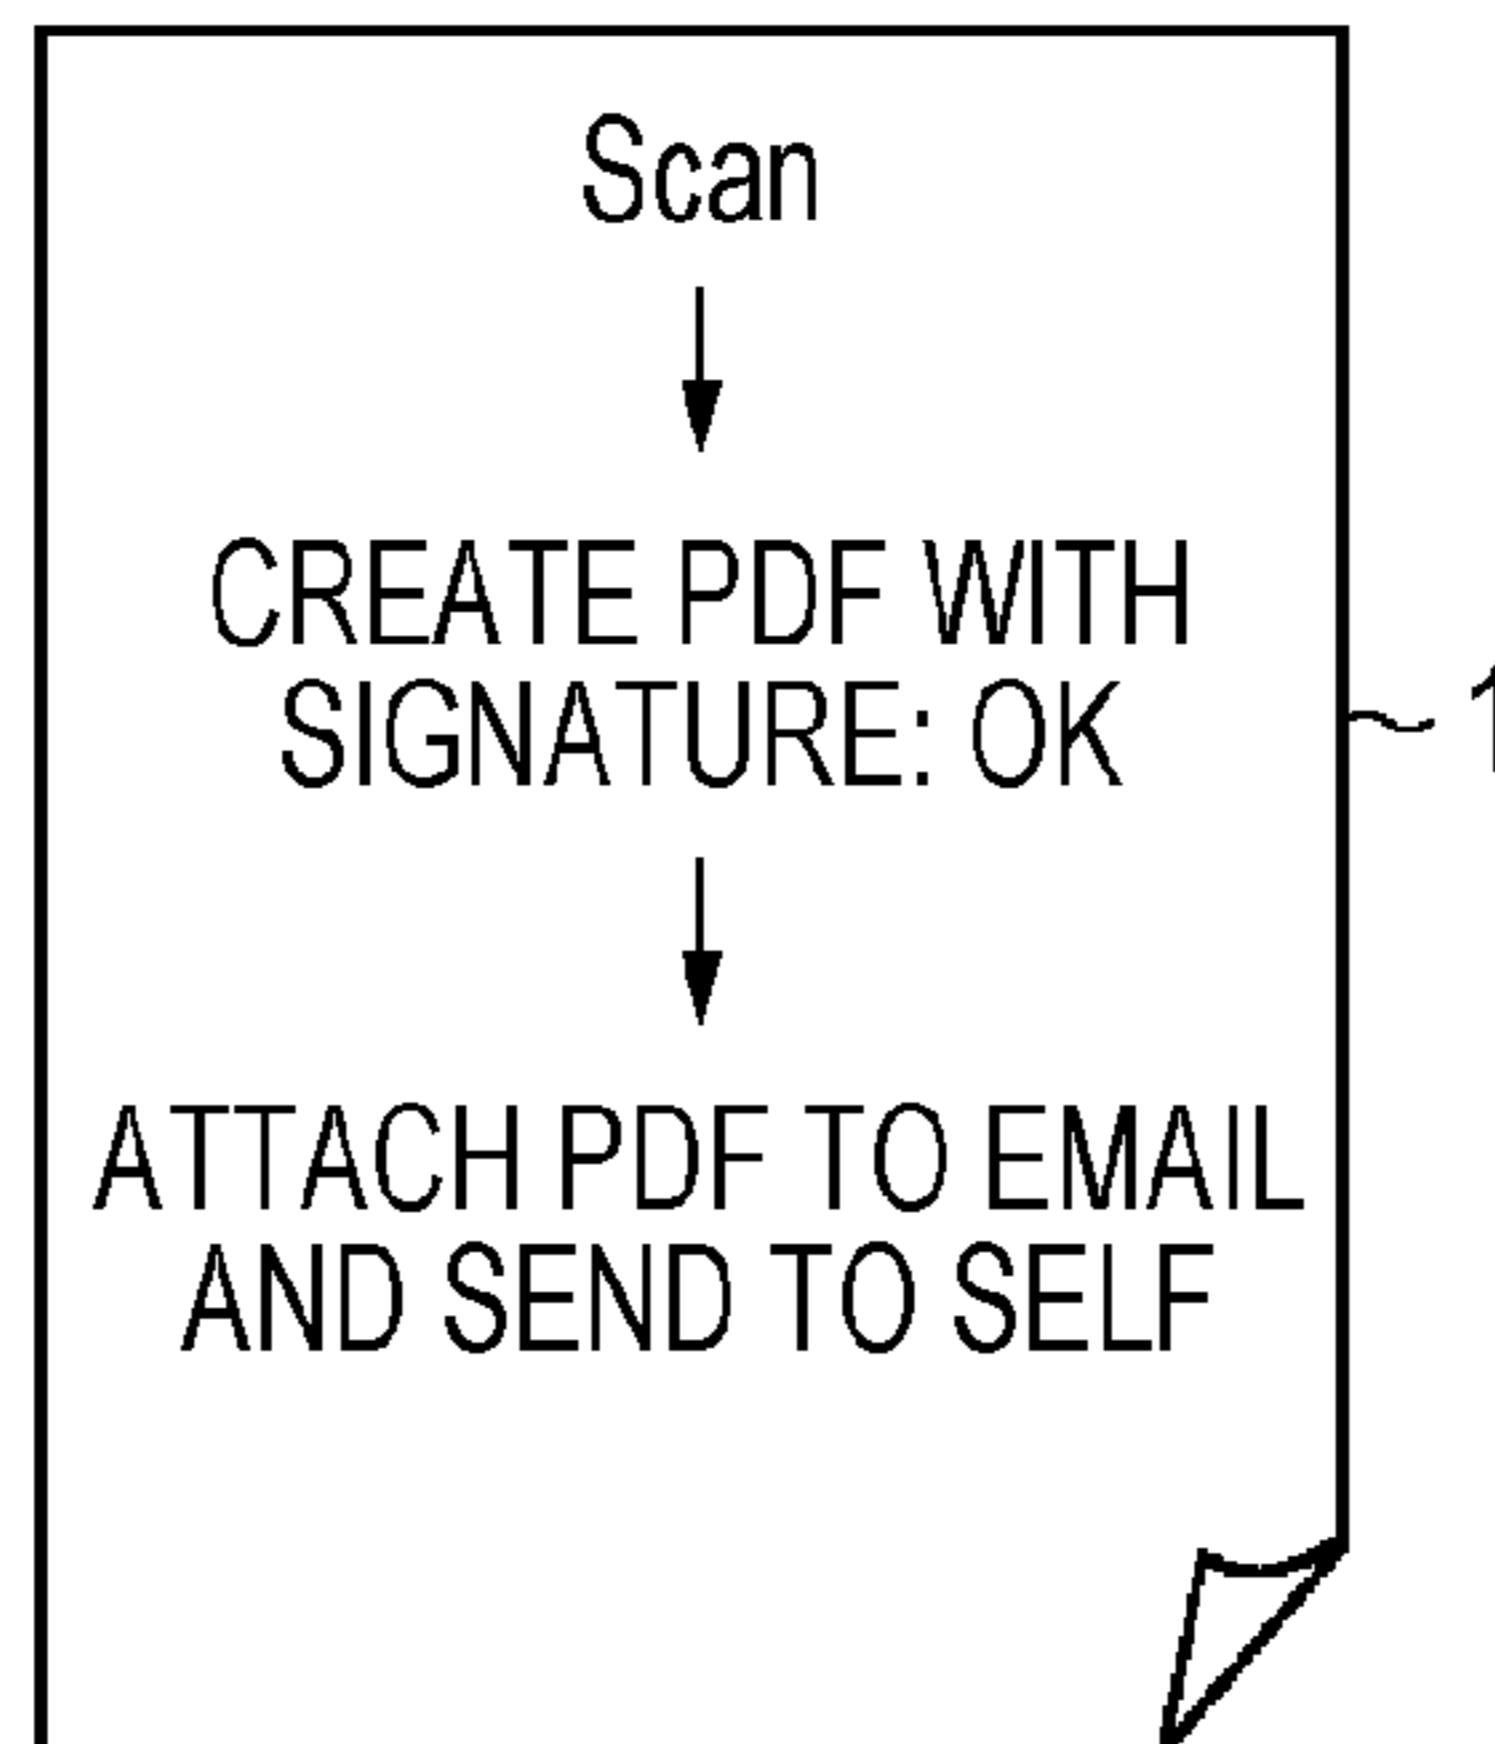 Scan
CREATE PDF WITH
SIGNATURE: OK
ATTACH PDF TO EMAIL
AND SEND TO SELF